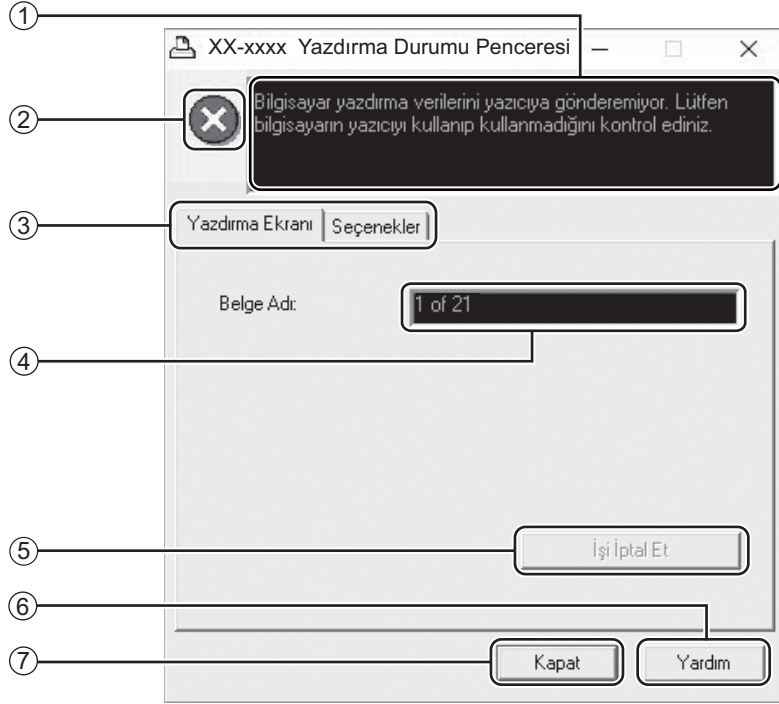 ①
XX-xxxx Yazdırma Durumu Penceresi
②
Bilgisayar yazdırma verilerini yazıcıya gönderemiyor. Lütfen
bilgisayarın yazıcıyı kullanıp kullanmadığını kontrol ediniz.
③
Yazdırma Ekranı Seçenekler
Belge Adı: 1 of 21
④
⑤
İşi İptal Et
⑥
⑦
Kapat Yardım